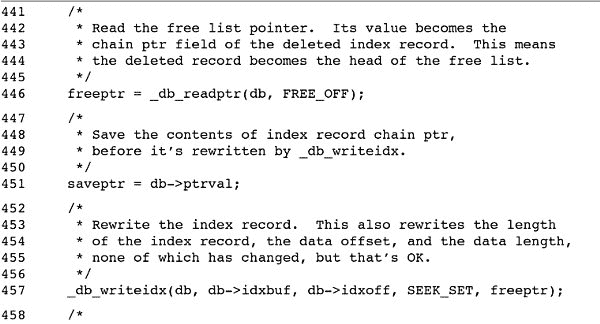 441 /*
442 * Read the free list pointer. Its value becomes the
443 * chain ptr field of the deleted index record. This means
444 * the deleted record becomes the head of the free list.
445 */
446 freeptr = _db_readptr(db, FREE_OFF);
447 /*
448 * Save the contents of index record chain ptr,
449 * before it's rewritten by _db_writeidx.
450 */
451 saveptr = db->ptrval;
452 /*
453 * Rewrite the index record. This also rewrites the length
454 * of the index record, the data offset, and the data length,
455 * none of which has changed, but that's OK.
456 */
457 _db_writeidx(db, db->idxbuf, db->idxoff, SEEK_SET, freeptr);
458 /*